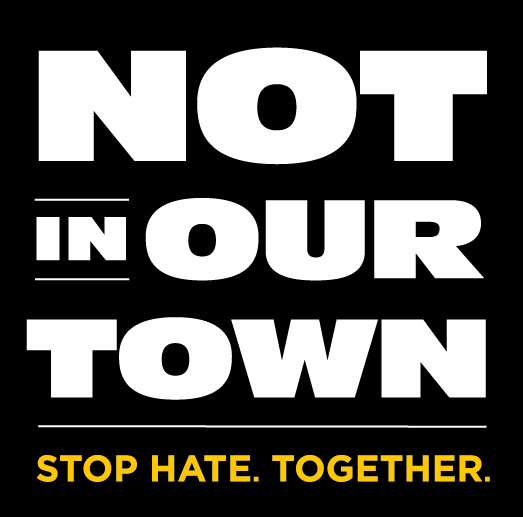 NOT
IN OUR
TOWN
STOP HATE. TOGETHER.